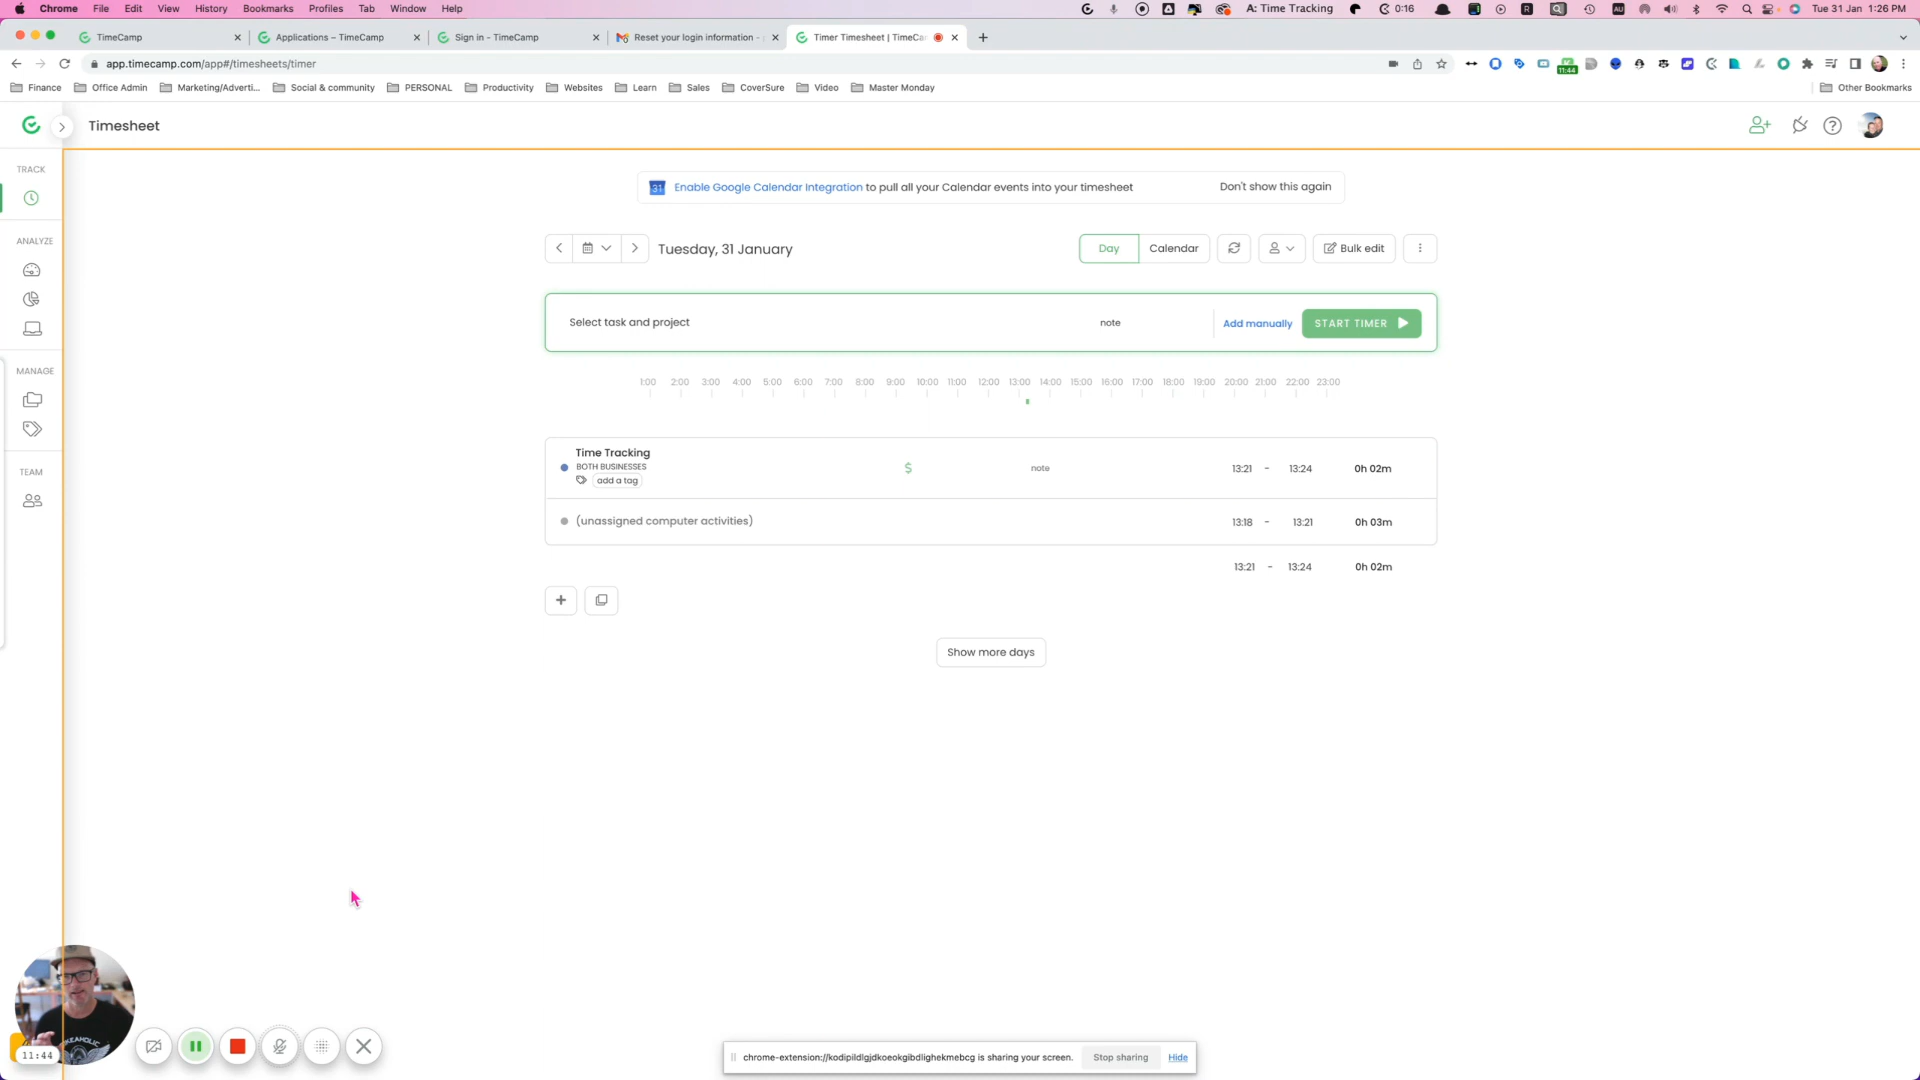 Chrome File Edit View History Bookmarks Profiles Tab Window Help A: Time Tracking 0:16 Tue 31 Jan 1:26 PM
TimeCamp Applications – TimeCamp Sign in - TimeCamp Reset your login information - Timer Timesheet | TimeCa
app.timecamp.com/app#/timesheets/timer 11:44
Finance Office Admin Marketing/Adverti... Social & community PERSONAL Productivity Websites Learn Sales CoverSure Video Master Monday Other Bookmarks
Timesheet
TRACK
ANALYZE
MANAGE
TEAM
31 Enable Google Calendar Integration to pull all your Calendar events into your timesheet Don't show this again
Tuesday, 31 January Day Calendar Bulk edit
Select task and project note Add manually START TIMER
1:00 2:00 3:00 4:00 5:00 6:00 7:00 8:00 9:00 10:00 11:00 12:00 13:00 14:00 15:00 16:00 17:00 18:00 19:00 20:00 21:00 22:00 23:00
Time Tracking
BOTH BUSINESSES
add a tag
$ note 13:21 - 13:24 0h 02m
(unassigned computer activities) 13:18 - 13:21 0h 03m
13:21 - 13:24 0h 02m
+
Show more days
11:44
chrome-extension://kodipildlgjdkoeokgibdlighekmebcg is sharing your screen. Stop sharing Hide